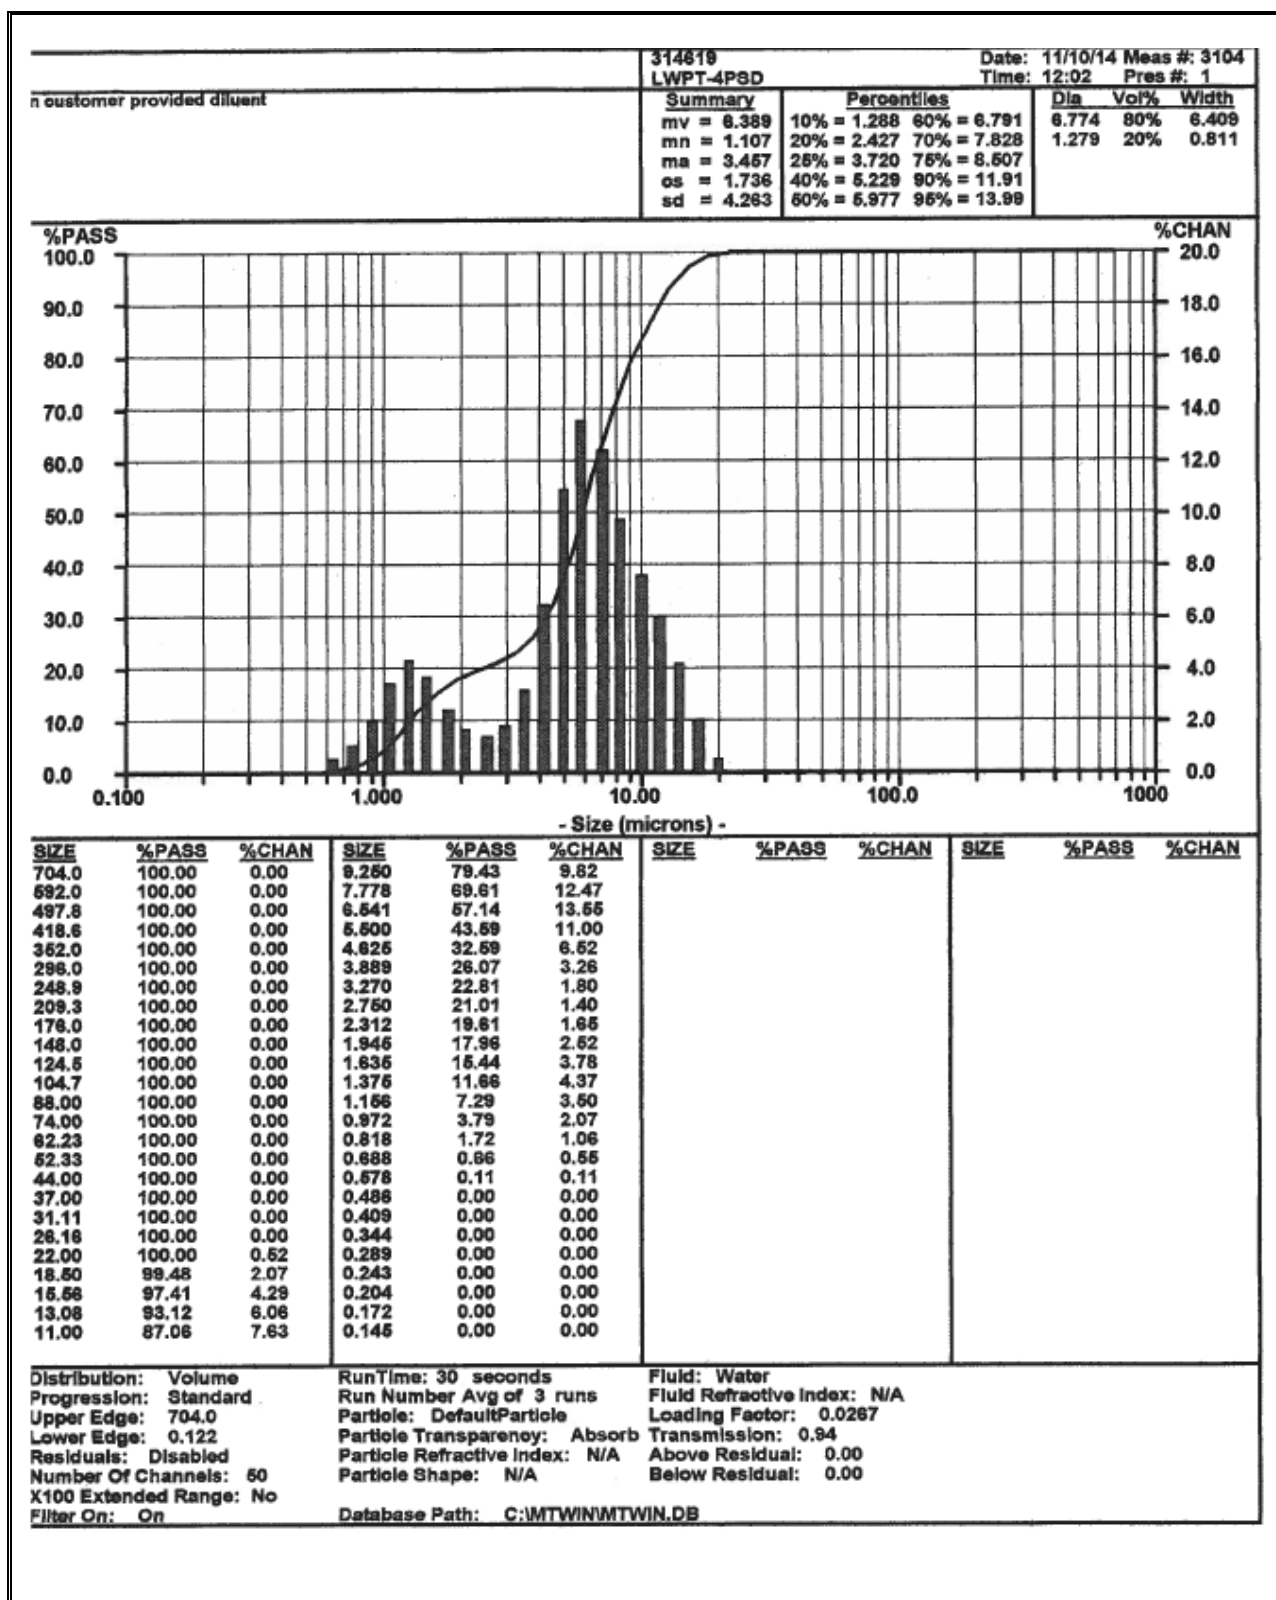 314619 Date: 11/10/14 Meas #: 3104
LWPT-4PSD Time: 12:02 Pres #: 1
n customer provided diluent
Summary Percentiles Dia Vol% Width
mv = 6.389 10% = 1.288 60% = 6.791 6.774 80% 6.409
mn = 1.107 20% = 2.427 70% = 7.828 1.279 20% 0.811
ma = 3.457 25% = 3.720 75% = 8.507
cs = 1.736 40% = 5.229 90% = 11.91
sd = 4.263 50% = 5.977 95% = 13.99
%PASS %CHAN
100.0 20.0
90.0 18.0
80.0 16.0
70.0 14.0
60.0 12.0
50.0 10.0
40.0 8.0
30.0 6.0
20.0 4.0
10.0 2.0
0.0 0.0
0.100 1.000 10.00 100.0 1000
- Size (microns) -
SIZE %PASS %CHAN SIZE %PASS %CHAN SIZE %PASS %CHAN SIZE %PASS %CHAN
704.0 100.00 0.00 9.250 79.43 9.82
592.0 100.00 0.00 7.778 69.61 12.47
497.8 100.00 0.00 6.541 57.14 13.55
418.6 100.00 0.00 5.500 43.59 11.00
352.0 100.00 0.00 4.625 32.59 6.52
296.0 100.00 0.00 3.889 26.07 3.26
248.9 100.00 0.00 3.270 22.81 1.80
209.3 100.00 0.00 2.750 21.01 1.40
176.0 100.00 0.00 2.312 19.61 1.65
148.0 100.00 0.00 1.945 17.96 2.52
124.5 100.00 0.00 1.635 15.44 3.78
104.7 100.00 0.00 1.375 11.66 4.37
88.00 100.00 0.00 1.156 7.29 3.50
74.00 100.00 0.00 0.972 3.79 2.07
62.23 100.00 0.00 0.818 1.72 1.06
52.33 100.00 0.00 0.688 0.66 0.55
44.00 100.00 0.00 0.578 0.11 0.11
37.00 100.00 0.00 0.486 0.00 0.00
31.11 100.00 0.00 0.409 0.00 0.00
26.16 100.00 0.00 0.344 0.00 0.00
22.00 100.00 0.52 0.289 0.00 0.00
18.50 99.48 2.07 0.243 0.00 0.00
15.56 97.41 4.29 0.204 0.00 0.00
13.08 93.12 6.06 0.172 0.00 0.00
11.00 87.06 7.63 0.145 0.00 0.00
Distribution: Volume RunTime: 30 seconds Fluid: Water
Progression: Standard Run Number Avg of 3 runs Fluid Refractive Index: N/A
Upper Edge: 704.0 Particle: DefaultParticle Loading Factor: 0.0267
Lower Edge: 0.122 Particle Transparency: Absorb Transmission: 0.94
Residuals: Disabled Particle Refractive Index: N/A Above Residual: 0.00
Number Of Channels: 50 Particle Shape: N/A Below Residual: 0.00
X100 Extended Range: No
Filter On: On Database Path: C:\MTWIN\MTWIN.DB